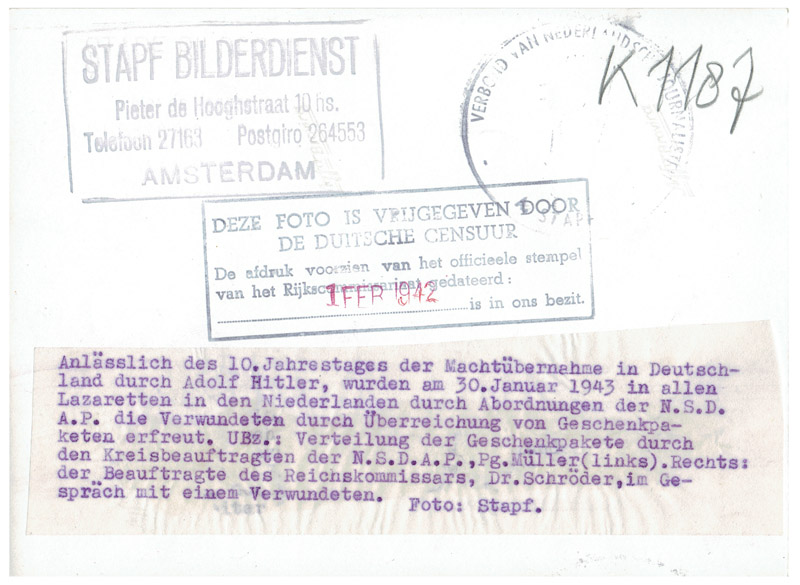 STAPF BILDERDIENST
Pieter de Hooghstraat 10 hs.
Telefoon 27163 Postgiro 264553
AMSTERDAM
VERBOND VAN NEDERLANDSCHE JOURNALISTEN
K 1187
DEZE FOTO IS VRIJGEGEVEN DOOR
DE DUITSCHE CENSUUR
De afdruk voorzien van het officieele stempel
van het Rijkscommissariaat gedateerd:
1 FEB 1942
is in ons bezit.
Anlässlich des 10.Jahrestages der Machtübernahme in Deutsch-
land durch Adolf Hitler, wurden am 30.Januar 1943 in allen
Lazaretten in den Niederlanden durch Abordnungen der N.S.D.
A.P. die Verwundeten durch Überreichung von Geschenkpa-
keten erfreut. UBz.: Verteilung der Geschenkpakete durch
den Kreisbeauftragten der N.S.D.A.P.,Pg.Müller(links).Rechts:
der Beauftragte des Reichskommissars, Dr.Schröder,im Ge-
spräch mit einem Verwundeten. Foto: Stapf.